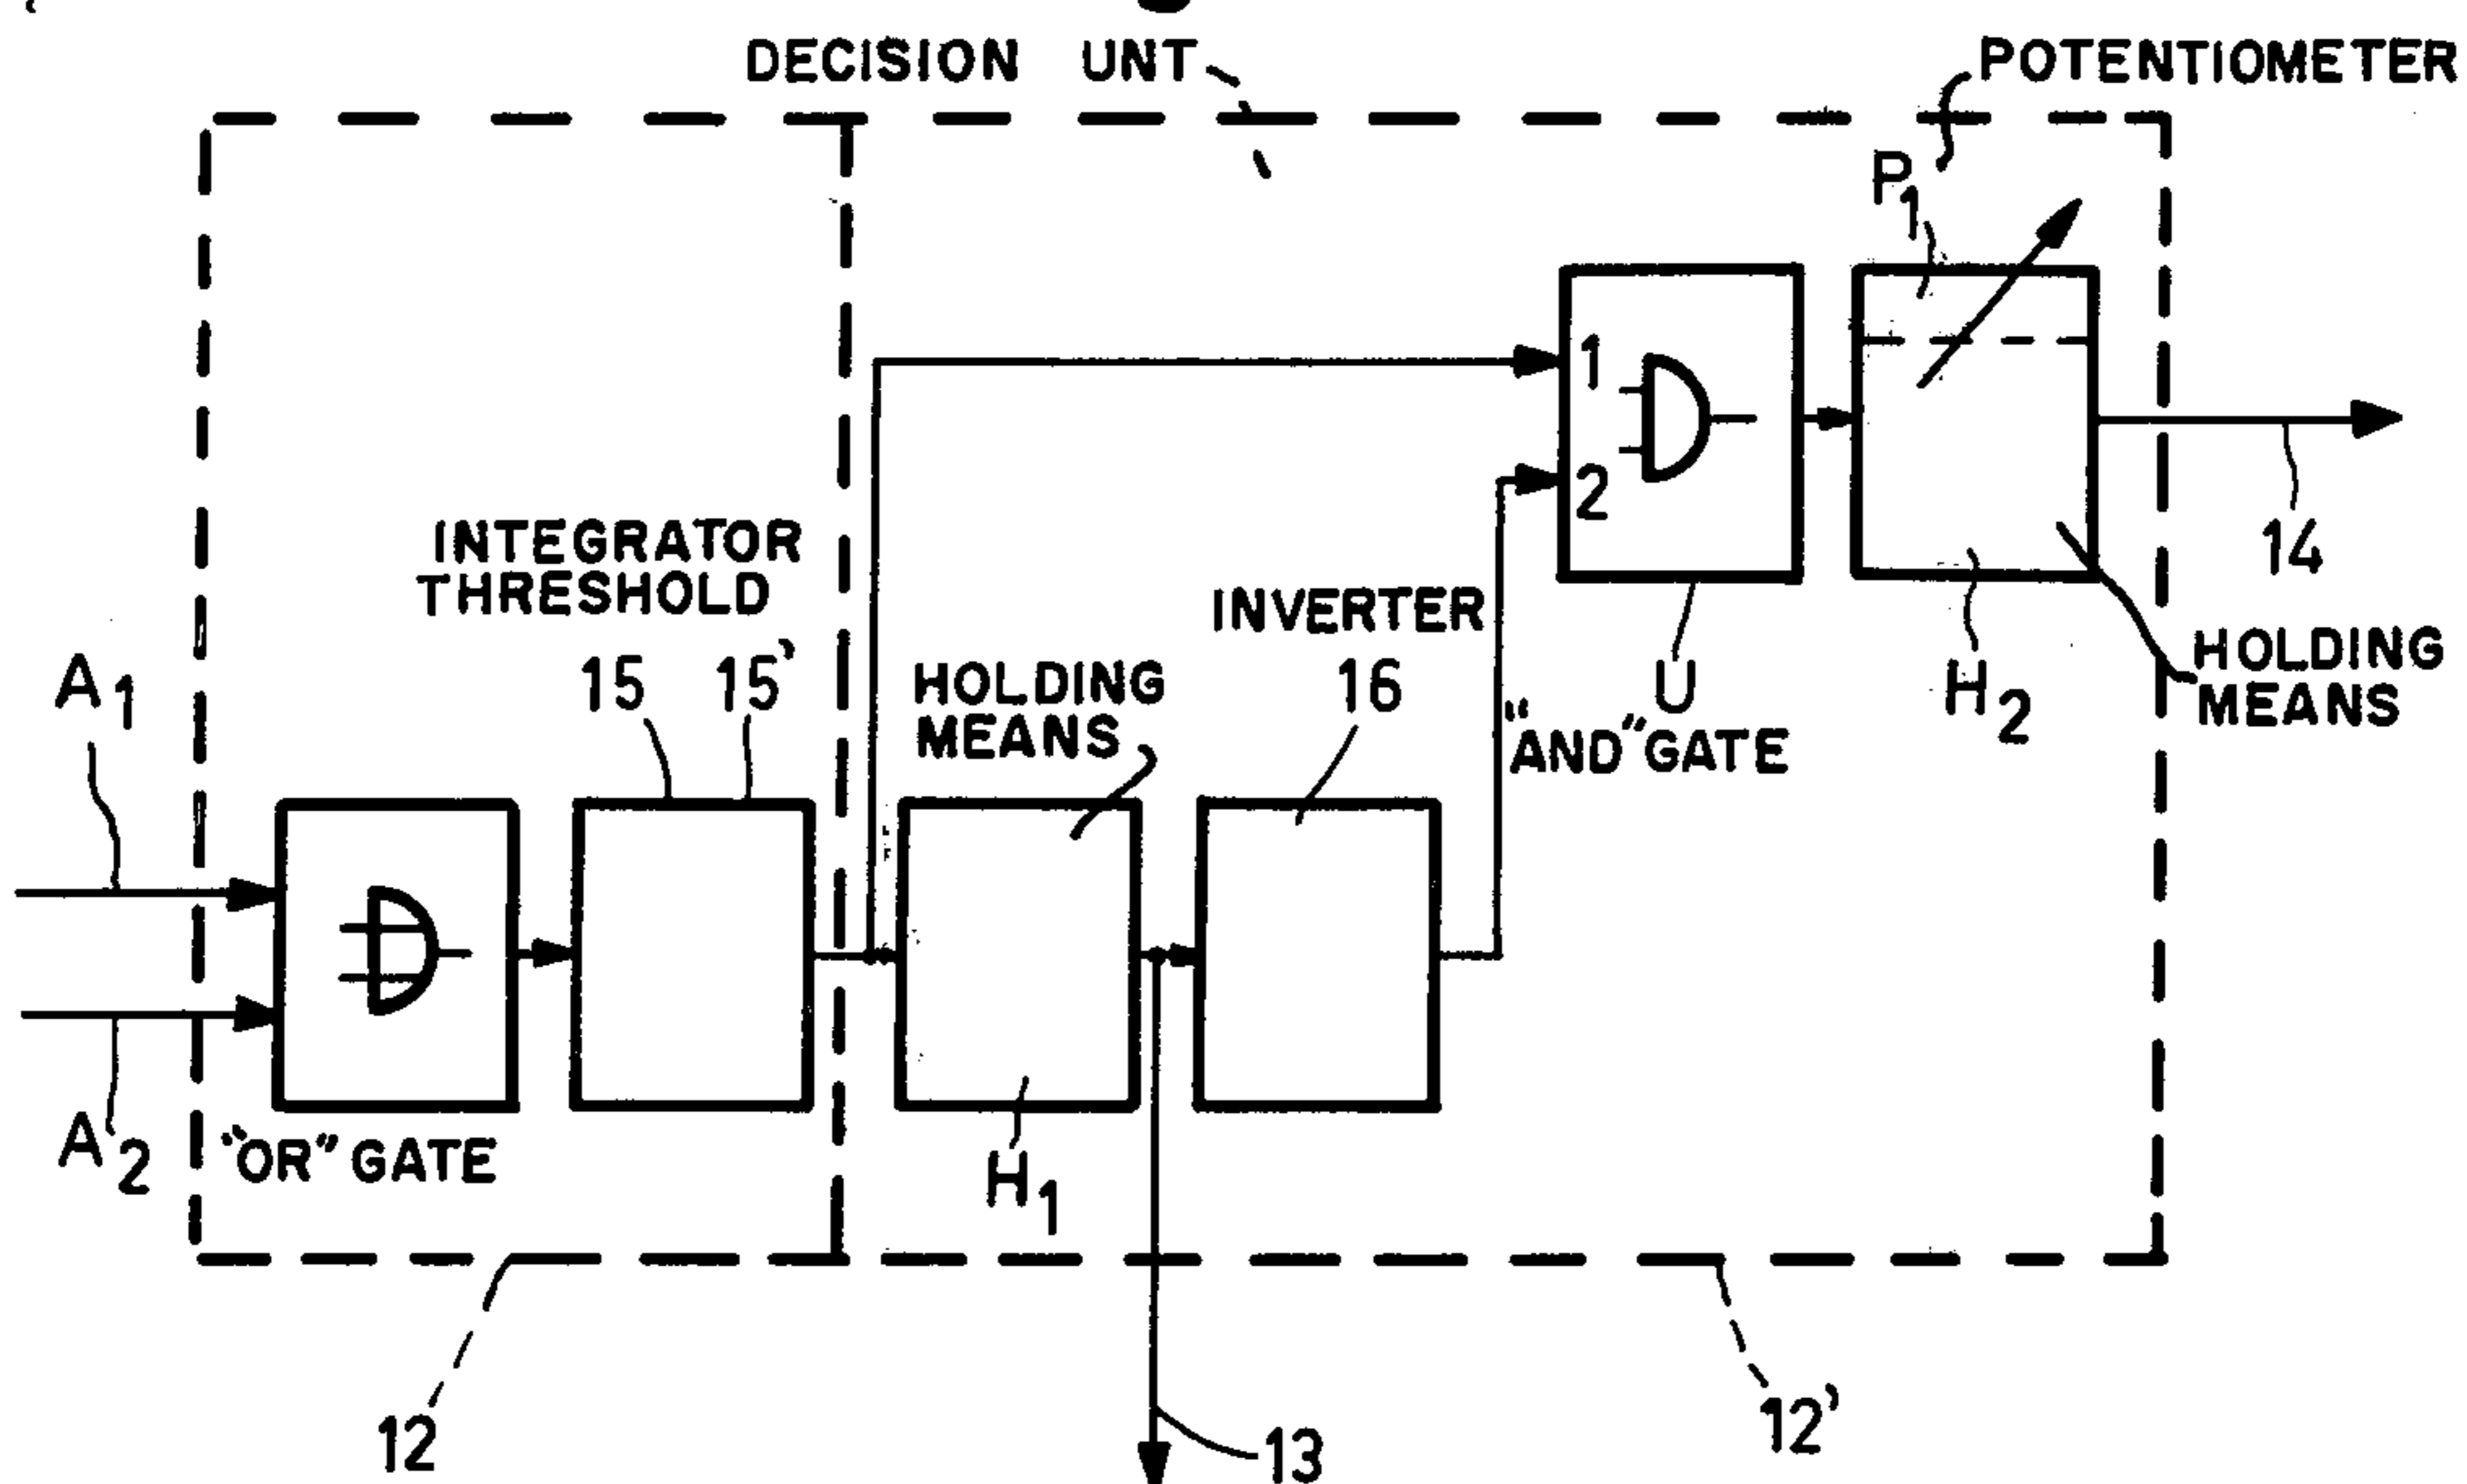 DECISION UNT
POTENTIOMETER
P1
1
2
14
INTEGRATOR
THRESHOLD
15 15'
INVERTER
16
HOLDING
MEANS
U
"AND" GATE
H2
HOLDING
MEANS
A1
A2
"OR" GATE
H1
12
13
12'